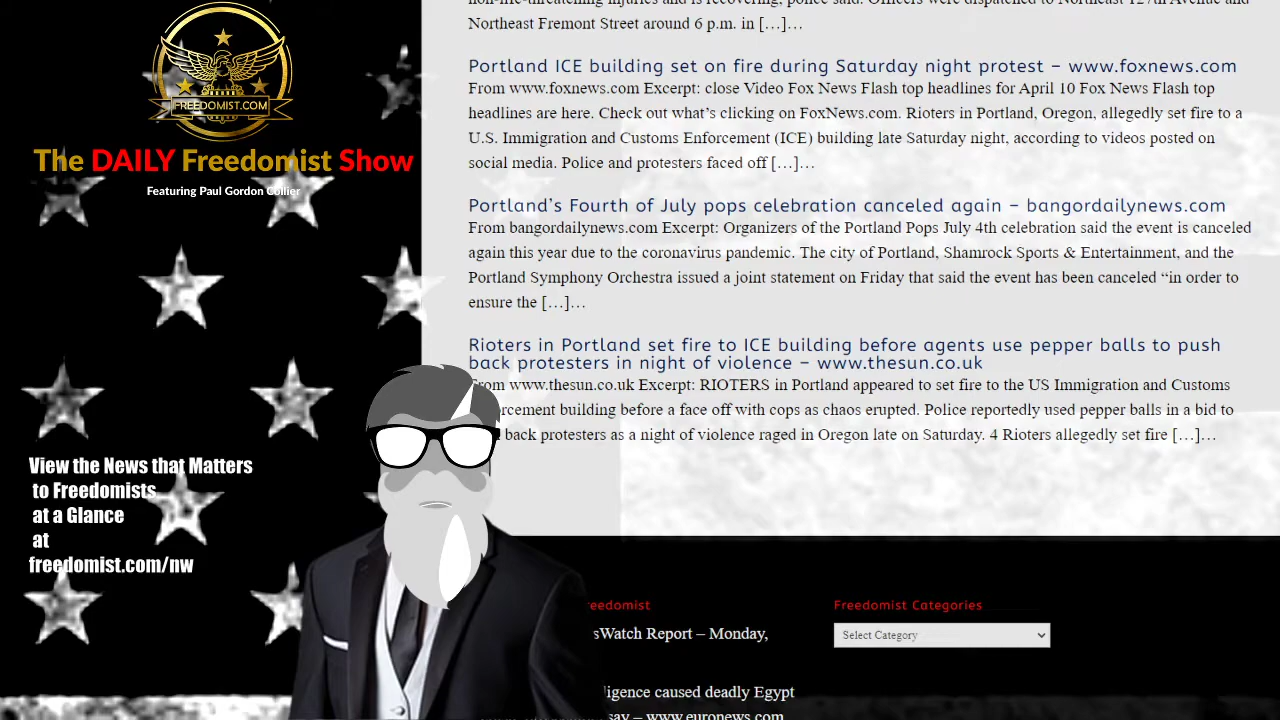 FREEDOMIST.COM
The DAILY Freedomist Show
Featuring Paul Gordon Collier
View the News that Matters
to Freedomists
at a Glance
at
freedomist.com/nw
non-life-threatening injuries and is recovering, police said. Officers were dispatched to Northeast 127th Avenue and
Northeast Fremont Street around 6 p.m. in […]…
Portland ICE building set on fire during Saturday night protest – www.foxnews.com
From www.foxnews.com Excerpt: close Video Fox News Flash top headlines for April 10 Fox News Flash top
headlines are here. Check out what’s clicking on FoxNews.com. Rioters in Portland, Oregon, allegedly set fire to a
U.S. Immigration and Customs Enforcement (ICE) building late Saturday night, according to videos posted on
social media. Police and protesters faced off […]…
Portland’s Fourth of July pops celebration canceled again – bangordailynews.com
From bangordailynews.com Excerpt: Organizers of the Portland Pops July 4th celebration said the event is canceled
again this year due to the coronavirus pandemic. The city of Portland, Shamrock Sports & Entertainment, and the
Portland Symphony Orchestra issued a joint statement on Friday that said the event has been canceled “in order to
ensure the […]…
Rioters in Portland set fire to ICE building before agents use pepper balls to push
back protesters in night of violence – www.thesun.co.uk
From www.thesun.co.uk Excerpt: RIOTERS in Portland appeared to set fire to the US Immigration and Customs
orcement building before a face off with cops as chaos erupted. Police reportedly used pepper balls in a bid to
back protesters as a night of violence raged in Oregon late on Saturday. 4 Rioters allegedly set fire […]…
reedomist
sWatch Report – Monday,
ligence caused deadly Egypt
say – www.euronews.com
Freedomist Categories
Select Category